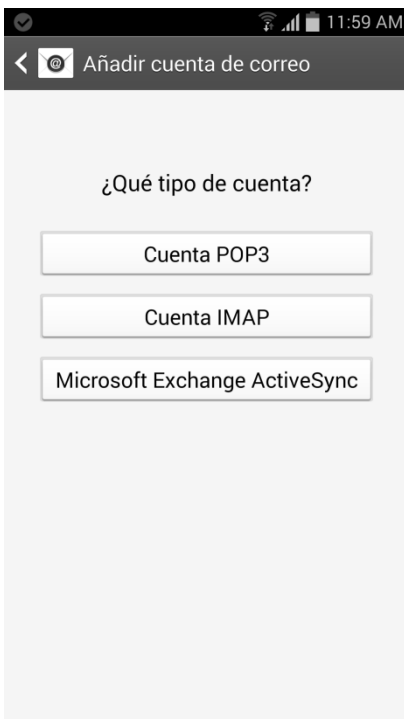 11:59 AM
Añadir cuenta de correo
¿Qué tipo de cuenta?
Cuenta POP3
Cuenta IMAP
Microsoft Exchange ActiveSync